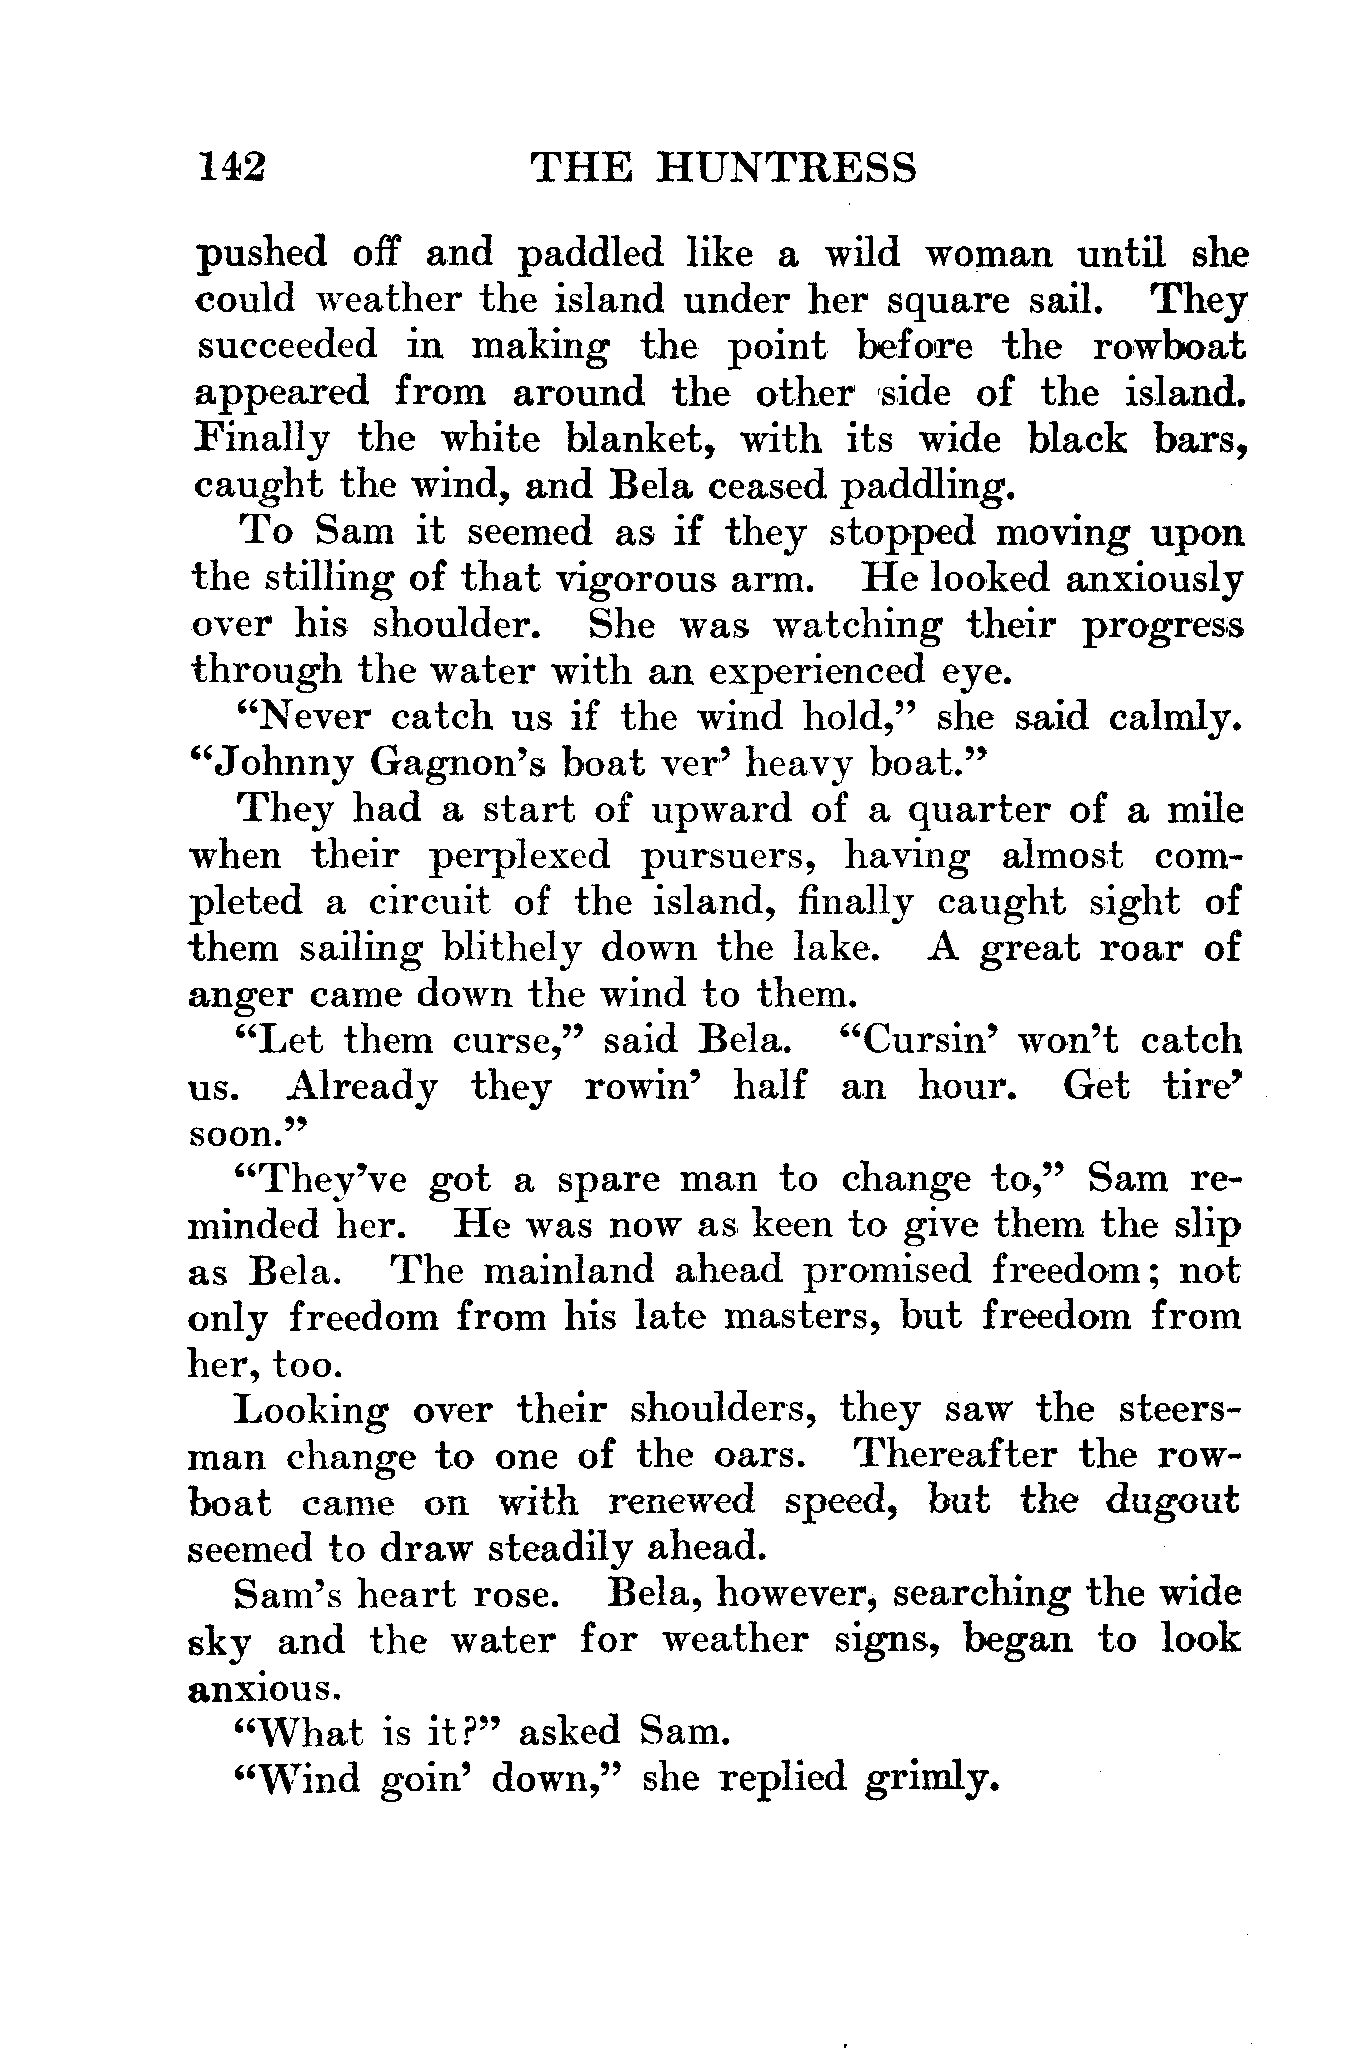 142 THE HUNTRESS
pushed off and paddled like a wild woman until she
could weather the island under her square sail. They
succeeded in making the point before the rowboat
appeared from around the other side of the island.
Finally the white blanket, with its wide black bars,
caught the wind, and Bela ceased paddling.
To Sam it seemed as if they stopped moving upon
the stilling of that vigorous arm. He looked anxiously
over his shoulder. She was watching their progress
through the water with an experienced eye.
“Never catch us if the wind hold,” she said calmly.
“Johnny Gagnon’s boat ver’ heavy boat.”
They had a start of upward of a quarter of a mile
when their perplexed pursuers, having almost com-
pleted a circuit of the island, finally caught sight of
them sailing blithely down the lake. A great roar of
anger came down the wind to them.
“Let them curse,” said Bela. “Cursin’ won’t catch
us. Already they rowin’ half an hour. Get tire’
soon.”
“They’ve got a spare man to change to,” Sam re-
minded her. He was now as keen to give them the slip
as Bela. The mainland ahead promised freedom; not
only freedom from his late masters, but freedom from
her, too.
Looking over their shoulders, they saw the steers-
man change to one of the oars. Thereafter the row-
boat came on with renewed speed, but the dugout
seemed to draw steadily ahead.
Sam’s heart rose. Bela, however, searching the wide
sky and the water for weather signs, began to look
anxious.
“What is it?” asked Sam.
“Wind goin’ down,” she replied grimly.